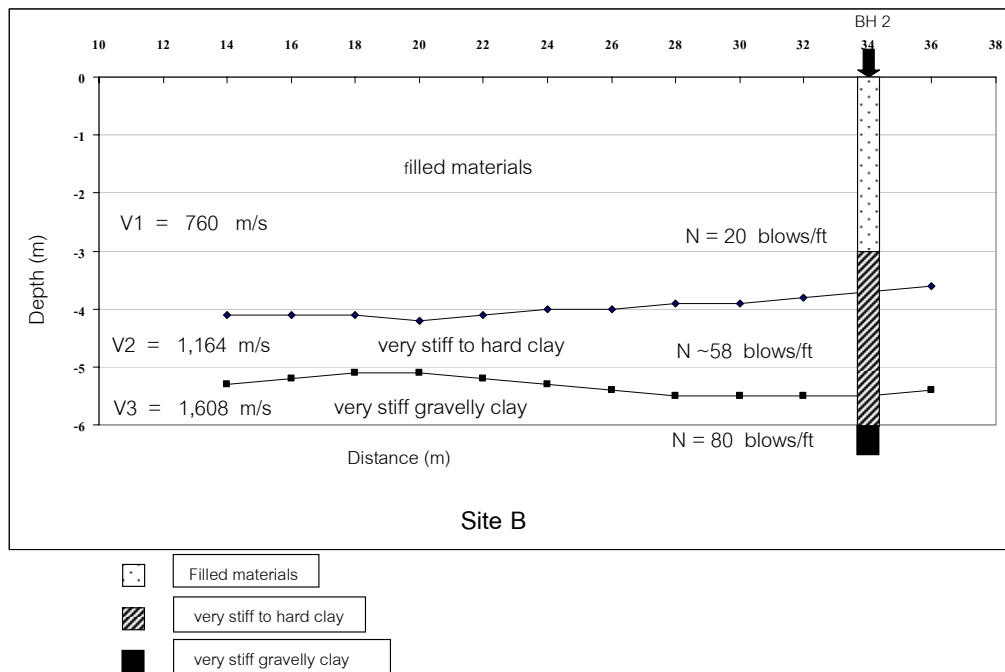 BH 2
10 12 14 16 18 20 22 24 26 28 30 32 34 36 38
0
-1
filled materials
-2
V1 = 760 m/s
N = 20 blows/ft
-3
Depth (m)
-4
V2 = 1,164 m/s
very stiff to hard clay
N ~58 blows/ft
-5
V3 = 1,608 m/s
very stiff gravelly clay
-6
N = 80 blows/ft
Distance (m)
Site B
Filled materials
very stiff to hard clay
very stiff gravelly clay